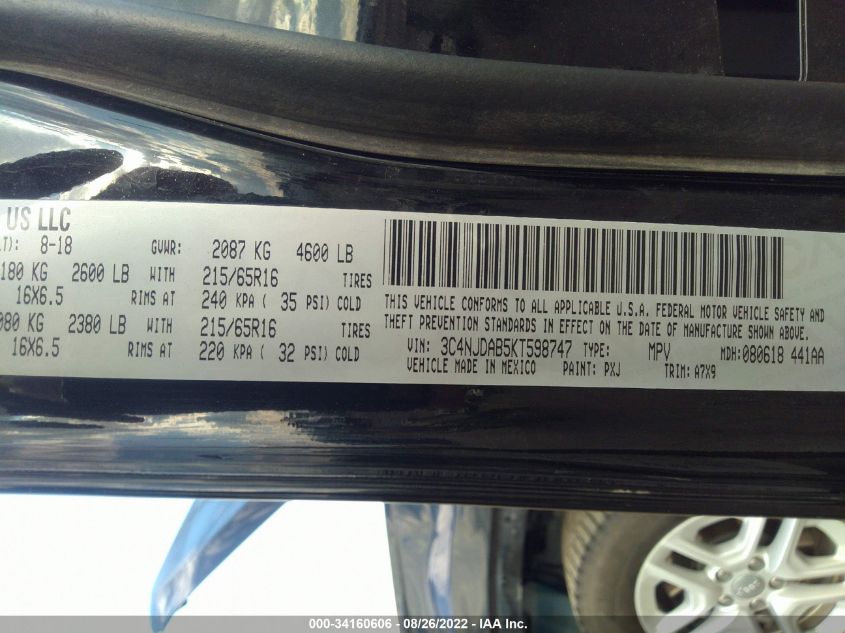 US LLC
LT): 8-18 GVWR: 2087 KG 4600 LB
180 KG 2600 LB WITH 215/65R16 TIRES
16X6.5 RIMS AT 240 KPA ( 35 PSI) COLD
080 KG 2380 LB WITH 215/65R16 TIRES
16X6.5 RIMS AT 220 KPA ( 32 PSI) COLD
THIS VEHICLE CONFORMS TO ALL APPLICABLE U.S.A. FEDERAL MOTOR VEHICLE SAFETY AND
THEFT PREVENTION STANDARDS IN EFFECT ON THE DATE OF MANUFACTURE SHOWN ABOVE.
VIN: 3C4NJDAB5KT598747 TYPE: MPV MDH: 080618 441AA
VEHICLE MADE IN MEXICO PAINT: PXJ TRIM: A7X9
Jeep
000-34160606 - 08/26/2022 - IAA Inc.